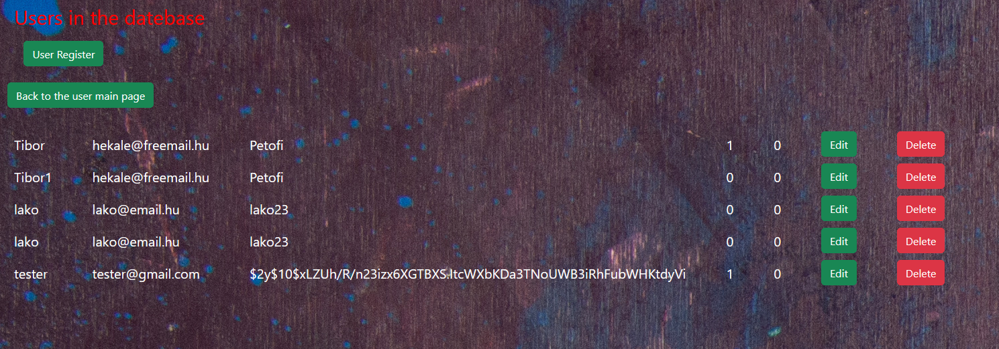 Users in the datebase
User Register
Back to the user main page
Tibor hekale@freemail.hu Petofi 1 0 Edit Delete
Tibor1 hekale@freemail.hu Petofi 0 0 Edit Delete
lako lako@email.hu lako23 0 0 Edit Delete
lako lako@email.hu lako23 0 0 Edit Delete
tester tester@gmail.com $2y$10$xLZUh/R/n23izx6XGTBXS.ItcWXbKDa3TNoUWB3iRhFubWHKtdyVi 1 0 Edit Delete